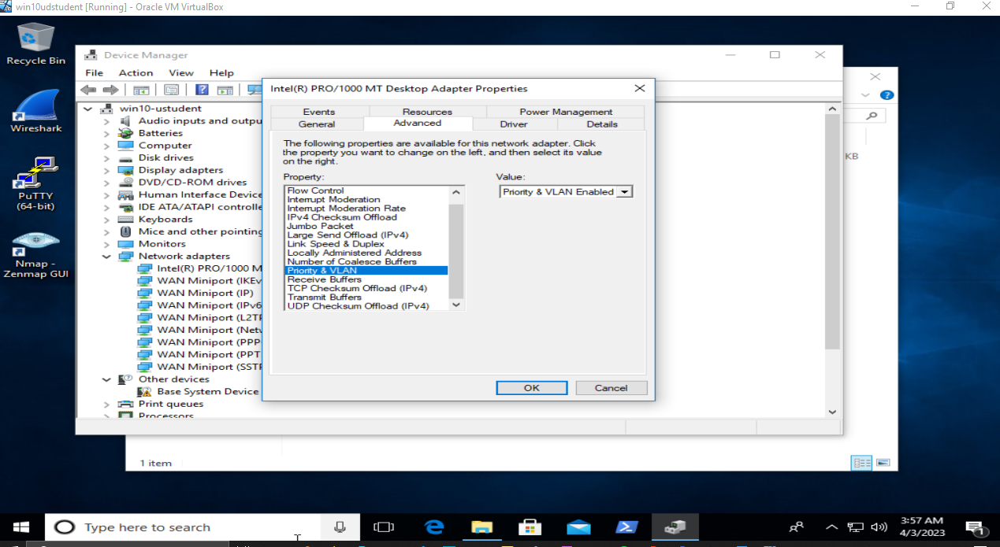 win10udstudent [Running] - Oracle VM VirtualBox
Recycle Bin
Wireshark
PuTTY
(64-bit)
Nmap -
Zenmap GUI
Device Manager
File Action View Help
win10-ustudent
Audio inputs and outpu
Batteries
Computer
Disk drives
Display adapters
DVD/CD-ROM drives
Human Interface Device
IDE ATA/ATAPI controlle
Keyboards
Mice and other pointing
Monitors
Network adapters
Intel(R) PRO/1000 M
WAN Miniport (IKEv
WAN Miniport (IP)
WAN Miniport (IPv6
WAN Miniport (L2TP
WAN Miniport (Netw
WAN Miniport (PPP
WAN Miniport (PPT
WAN Miniport (SSTP
Other devices
Base System Device
Print queues
Processors
Intel(R) PRO/1000 MT Desktop Adapter Properties
Events Resources Power Management
General Advanced Driver Details
The following properties are available for this network adapter. Click
the property you want to change on the left, and then select its value
on the right.
Property:
Value:
Flow Control
Interrupt Moderation
Interrupt Moderation Rate
IPv4 Checksum Offload
Jumbo Packet
Large Send Offload (IPv4)
Link Speed & Duplex
Locally Administered Address
Number of Coalesce Buffers
Priority & VLAN
Receive Buffers
TCP Checksum Offload (IPv4)
Transmit Buffers
UDP Checksum Offload (IPv4)
Priority & VLAN Enabled
OK Cancel
KB
1 item
Type here to search
3:57 AM
4/3/2023
1